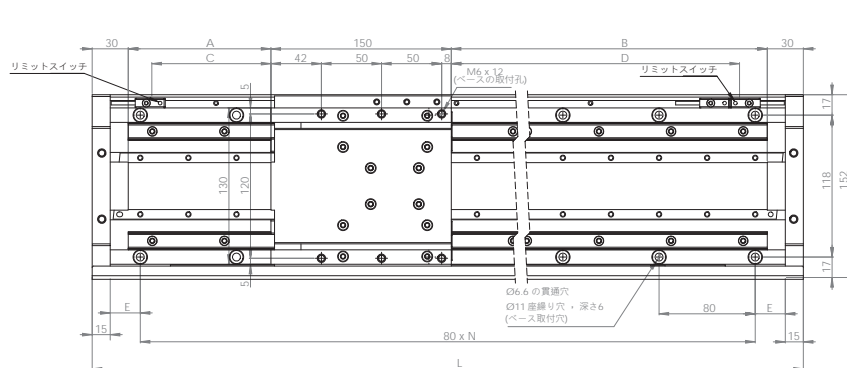 30 A 150 B 30
C 42 50 50 8 D
リミットスイッチ
リミットスイッチ
M6 x 12
(ベースの取付孔)
5
17
130
120
118
152
5
17
Ø6.6 の貫通穴
Ø11 座繰り穴 ・ 深さ6
(ベース取付穴)
E 80 E
15 80 x N 15
L